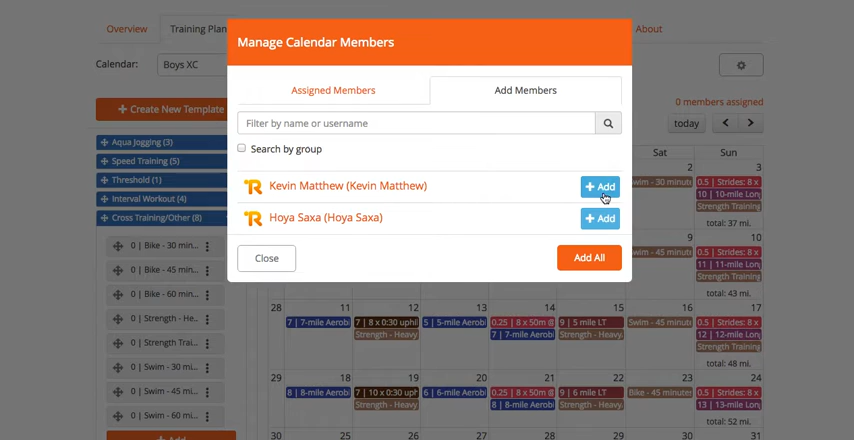 Overview
Training Plan
About
Calendar:
Boys XC
Manage Calendar Members
Assigned Members
Add Members
Filter by name or username
Search by group
Kevin Matthew (Kevin Matthew)
+ Add
Hoya Saxa (Hoya Saxa)
+ Add
Close
Add All
0 members assigned
today
+ Create New Template
Aqua Jogging (3)
Speed Training (5)
Threshold (1)
Interval Workout (4)
Cross Training/Other (8)
0 | Bike - 30 min...
0 | Bike - 45 min...
0 | Bike - 60 min...
0 | Strength - He...
0 | Strength Trai...
0 | Swim - 30 mi...
0 | Swim - 45 mi...
0 | Swim - 60 mi...
+ Add
Sat Sun
2 3
Swim - 30 minute
0.5 | Strides: 8 x
10 | 10-mile Long
Strength Training
total: 37 mi.
9 10
Swim - 45 minute
0.5 | Strides: 8 x
11 | 11-mile Long
Strength Training
total: 43 mi.
28 11 12 13 14 15 16 17
7 | 7-mile Aerobi 7 | 8 x 0:30 uphil 5 | 5-mile Aerobi 0.25 | 8 x 50m (B 9 | 5 mile LT Swim - 45 minute 0.5 | Strides: 8 x
Strength - Heavy 7 | 7-mile Aerobi Strength - Heavy 12 | 12-mile Long
Strength Training
total: 48 mi.
29 18 19 20 21 22 23 24
8 | 8-mile Aerobi 7 | 10 x 0:30 uph 6 | 6-mile Aerobi 0.25 | 8 x 50m (B 9 | 6 mile LT Bike - 45 minute 0.5 | Strides: 8 x
Strength - Heavy 8 | 8-mile Aerobi Strength - Heavy 13 | 13-mile Long
total: 52 mi.
30 25 26 27 28 29 30 31